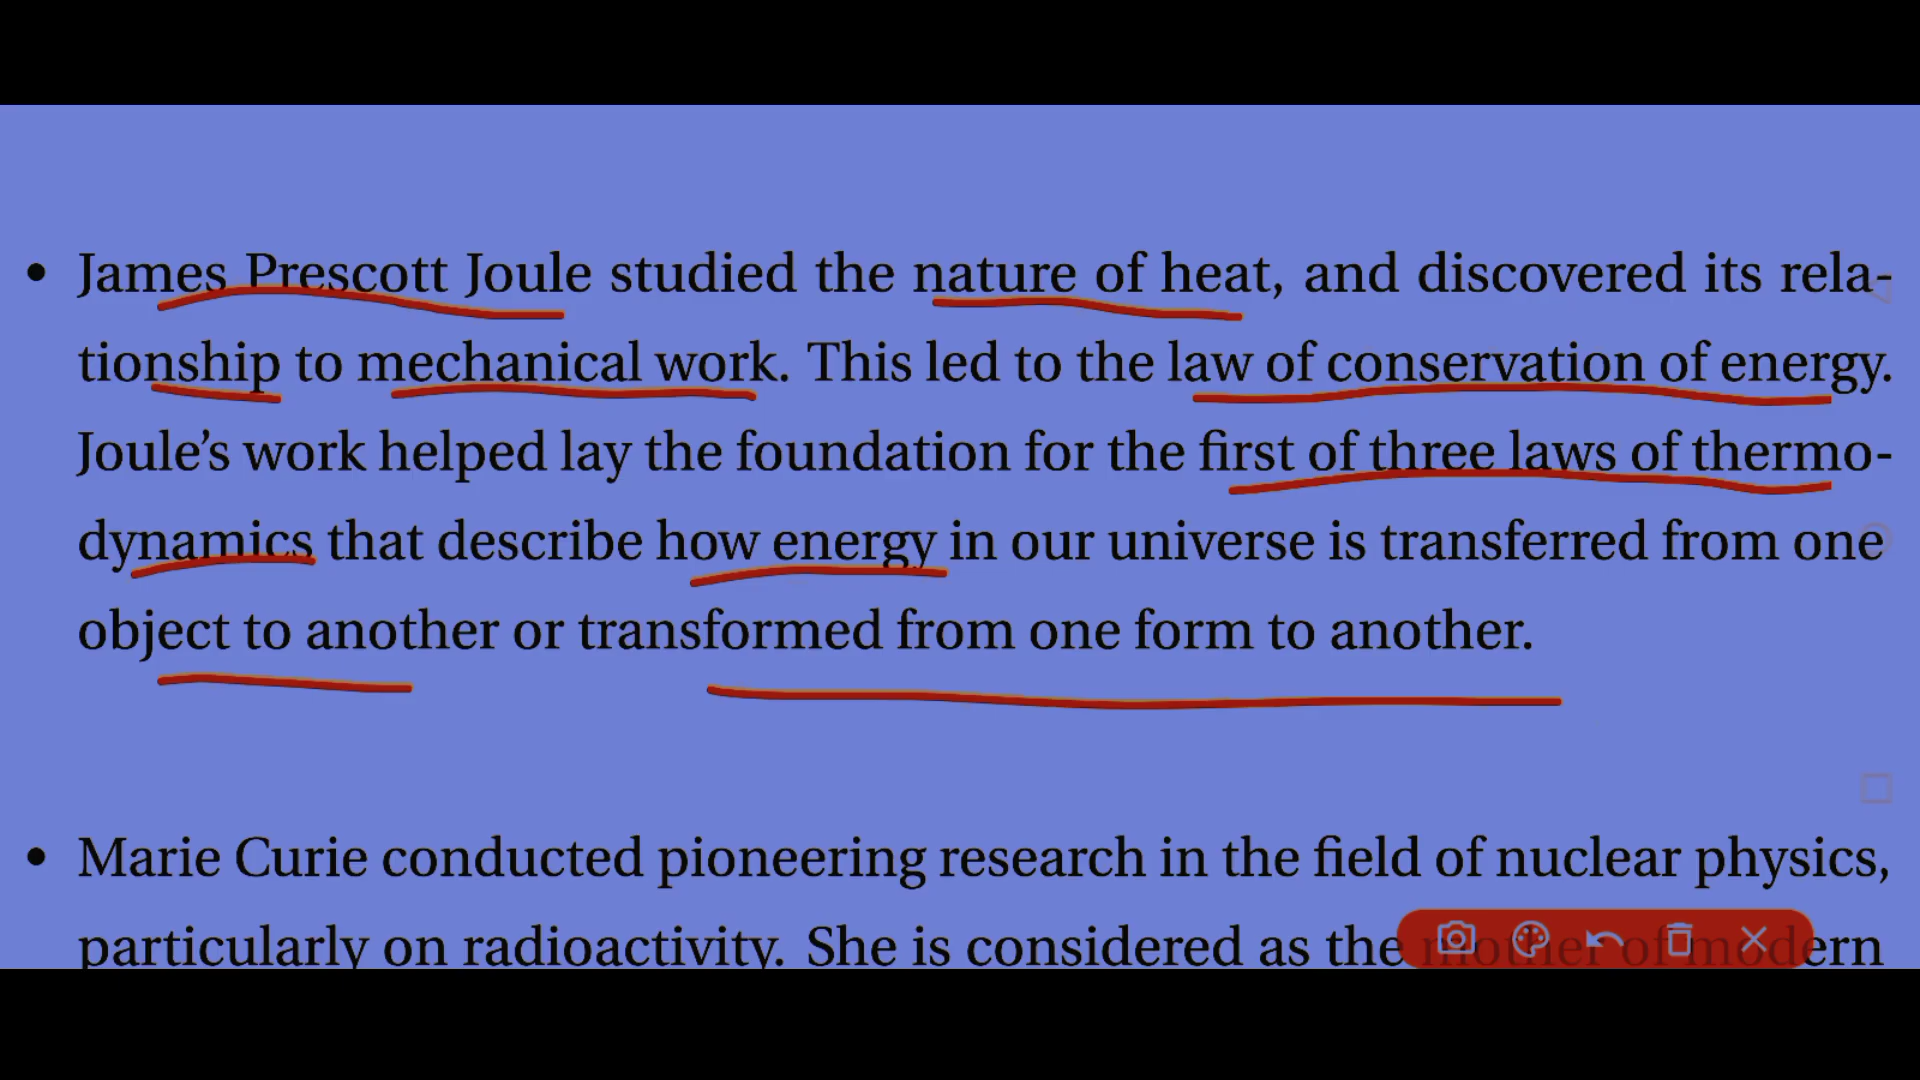 • James Prescott Joule studied the nature of heat, and discovered its rela-
tionship to mechanical work. This led to the law of conservation of energy.
Joule’s work helped lay the foundation for the first of three laws of thermo-
dynamics that describe how energy in our universe is transferred from one
object to another or transformed from one form to another.
• Marie Curie conducted pioneering research in the field of nuclear physics,
particularly on radioactivity. She is considered as the mother of modern